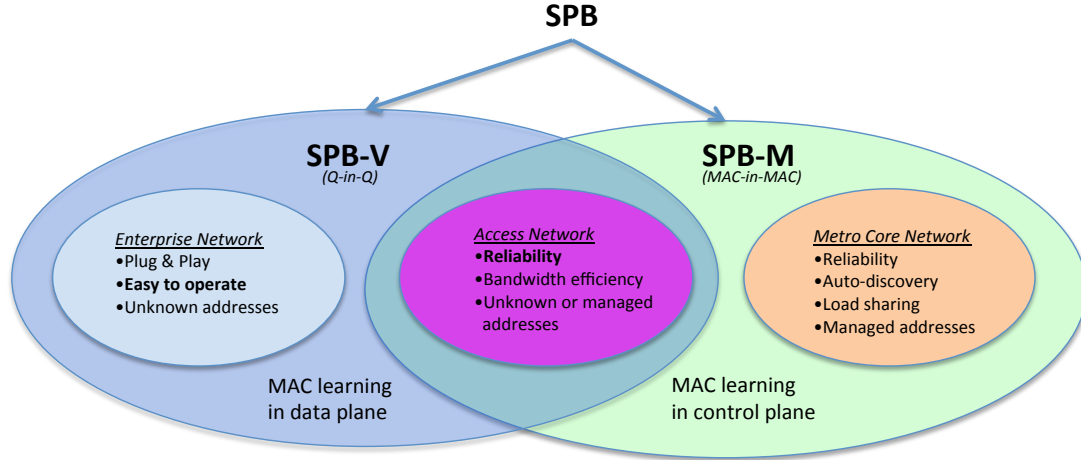 SPB
SPB-V
(Q-in-Q)
SPB-M
(MAC-in-MAC)
Enterprise Network
•Plug & Play
•Easy to operate
•Unknown addresses
Access Network
•Reliability
•Bandwidth efficiency
•Unknown or managed
addresses
Metro Core Network
•Reliability
•Auto-discovery
•Load sharing
•Managed addresses
MAC learning
in data plane
MAC learning
in control plane